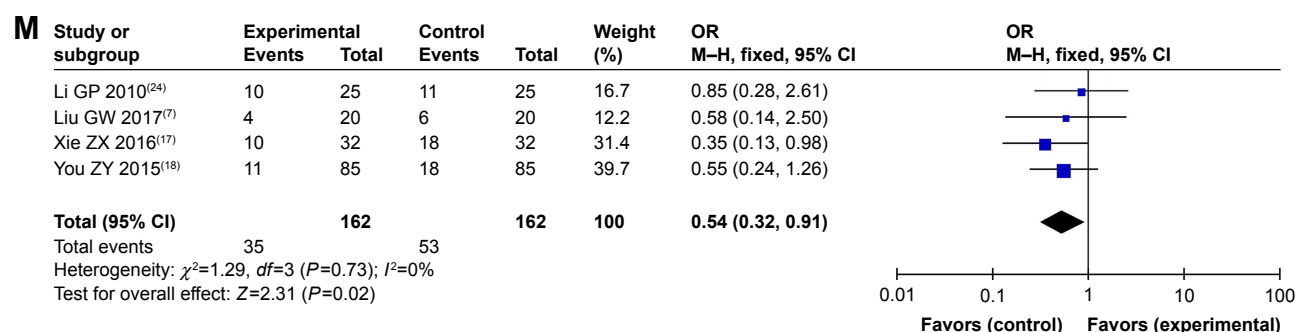 M Study or Experimental Control Weight OR OR
subgroup Events Total Events Total (%) M–H, fixed, 95% CI M–H, fixed, 95% CI
Li GP 2010(24) 10 25 11 25 16.7 0.85 (0.28, 2.61)
Liu GW 2017(7) 4 20 6 20 12.2 0.58 (0.14, 2.50)
Xie ZX 2016(17) 10 32 18 32 31.4 0.35 (0.13, 0.98)
You ZY 2015(18) 11 85 18 85 39.7 0.55 (0.24, 1.26)
Total (95% CI) 162 162 100 0.54 (0.32, 0.91)
Total events 35 53
Heterogeneity: χ²=1.29, df=3 (P=0.73); I²=0%
Test for overall effect: Z=2.31 (P=0.02)
0.01 0.1 1 10 100
Favors (control) Favors (experimental)